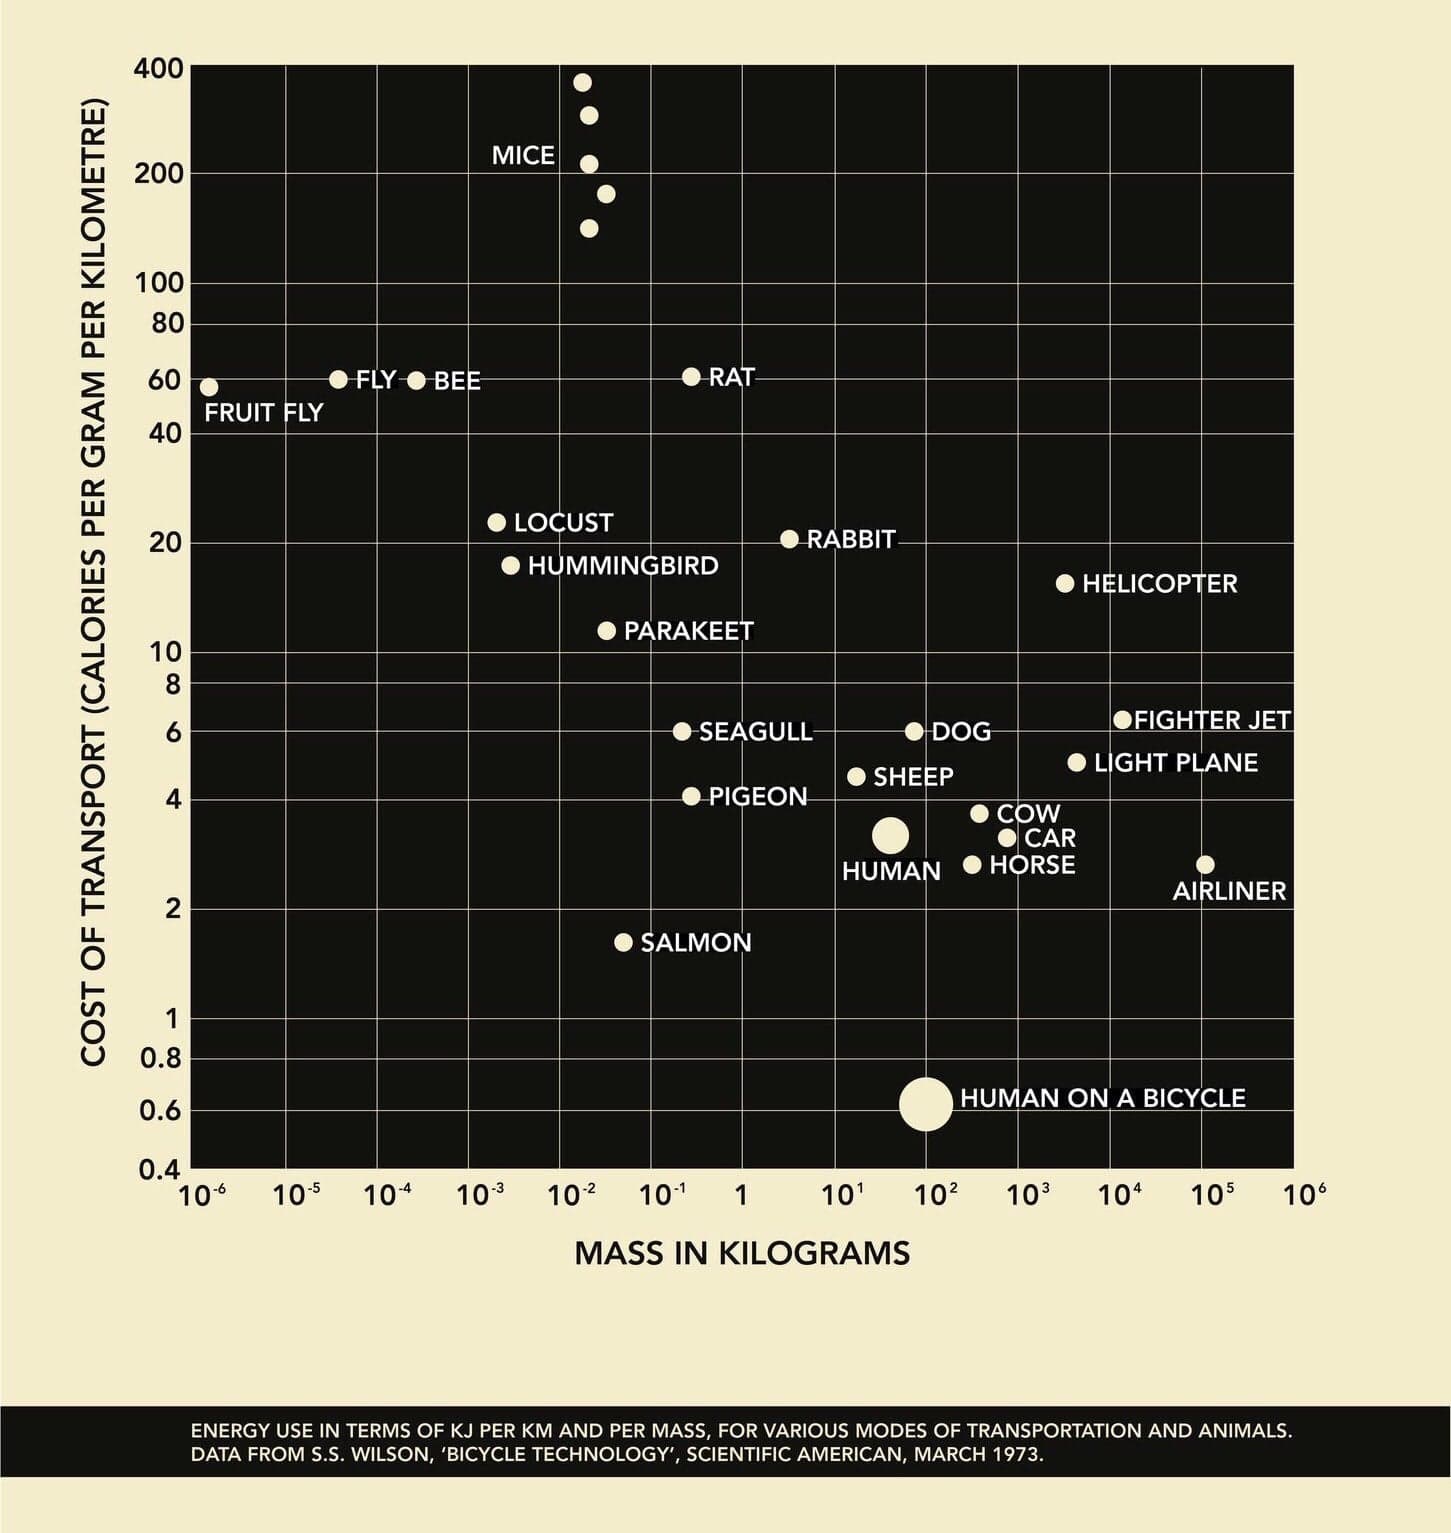 COST OF TRANSPORT (CALORIES PER GRAM PER KILOMETRE)
400
200
100
80
60
40
20
10
8
6
4
2
1
0.8
0.6
0.4
MICE
FLY
BEE
RAT
FRUIT FLY
LOCUST
RABBIT
HUMMINGBIRD
HELICOPTER
PARAKEET
FIGHTER JET
SEAGULL
DOG
LIGHT PLANE
SHEEP
PIGEON
COW
CAR
HORSE
HUMAN
AIRLINER
SALMON
HUMAN ON A BICYCLE
10⁻⁶ 10⁻⁵ 10⁻⁴ 10⁻³ 10⁻² 10⁻¹ 1 10¹ 10² 10³ 10⁴ 10⁵ 10⁶
MASS IN KILOGRAMS
ENERGY USE IN TERMS OF KJ PER KM AND PER MASS, FOR VARIOUS MODES OF TRANSPORTATION AND ANIMALS.
DATA FROM S.S. WILSON, ‘BICYCLE TECHNOLOGY’, SCIENTIFIC AMERICAN, MARCH 1973.